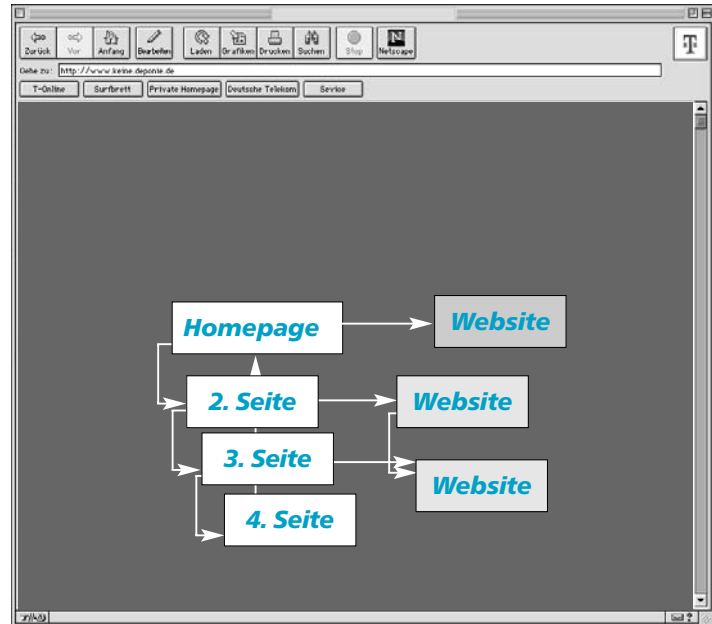 Zurück Vor Anfang Bearbeiten Laden Grafiken Drucken Suchen Stop Netscape
N
T
Gehe zu: http://www.keine.deponie.de
T-Online Surfbrett Private Homepage Deutsche Telekom Sevice
Homepage Website
2. Seite Website
3. Seite Website
4. Seite
?